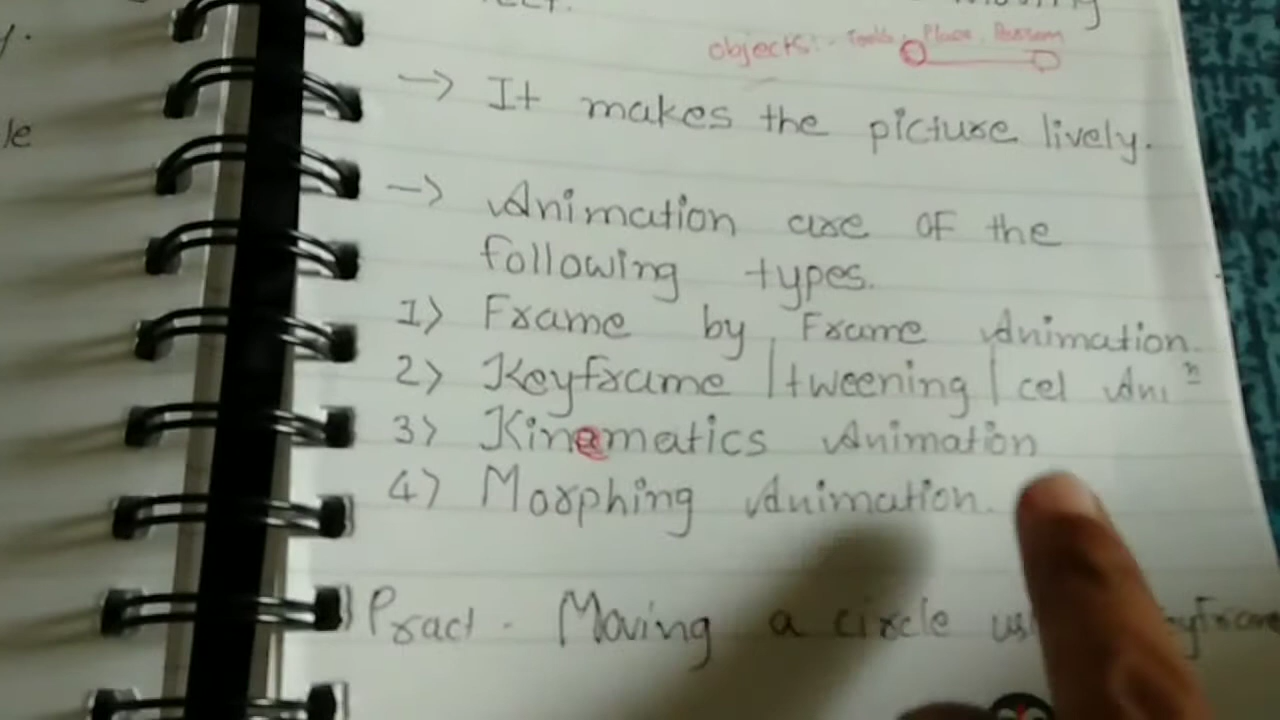 objects:- Tools, Place, Person
→ It makes the picture lively.
→ Animation are of the
le
following types.
1) Frame by Frame Animation.
2) Keyframe | tweening | cel Aniⁿ
3) Kinematics Animation
4) Morphing Animation.
Pract - Moving a circle